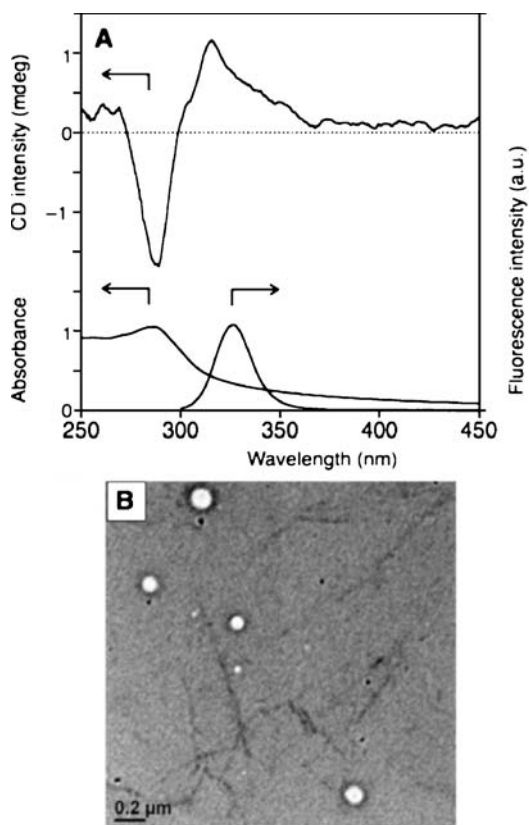 A
CD intensity (mdeg)
1
0
−1
Absorbance
1
0
Fluorescence intensity (a.u.)
250 300 350 400 450
Wavelength (nm)
B
0.2 μm